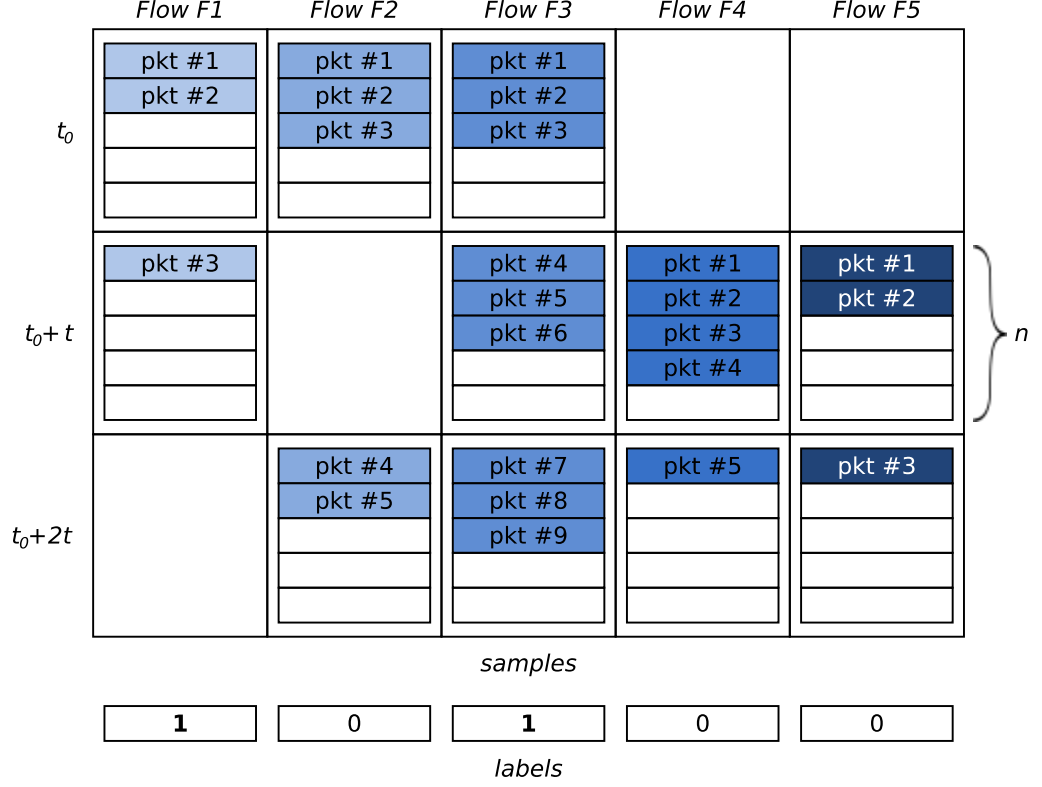 Flow F1 Flow F2 Flow F3 Flow F4 Flow F5
pkt #1 pkt #1 pkt #1
pkt #2 pkt #2 pkt #2
t0 pkt #3 pkt #3
pkt #3 pkt #4 pkt #1 pkt #1
pkt #5 pkt #2 pkt #2
t0+ t pkt #6 pkt #3 n
pkt #4
pkt #4 pkt #7 pkt #5 pkt #3
pkt #5 pkt #8
t0+2t pkt #9
samples
1 0 1 0 0
labels